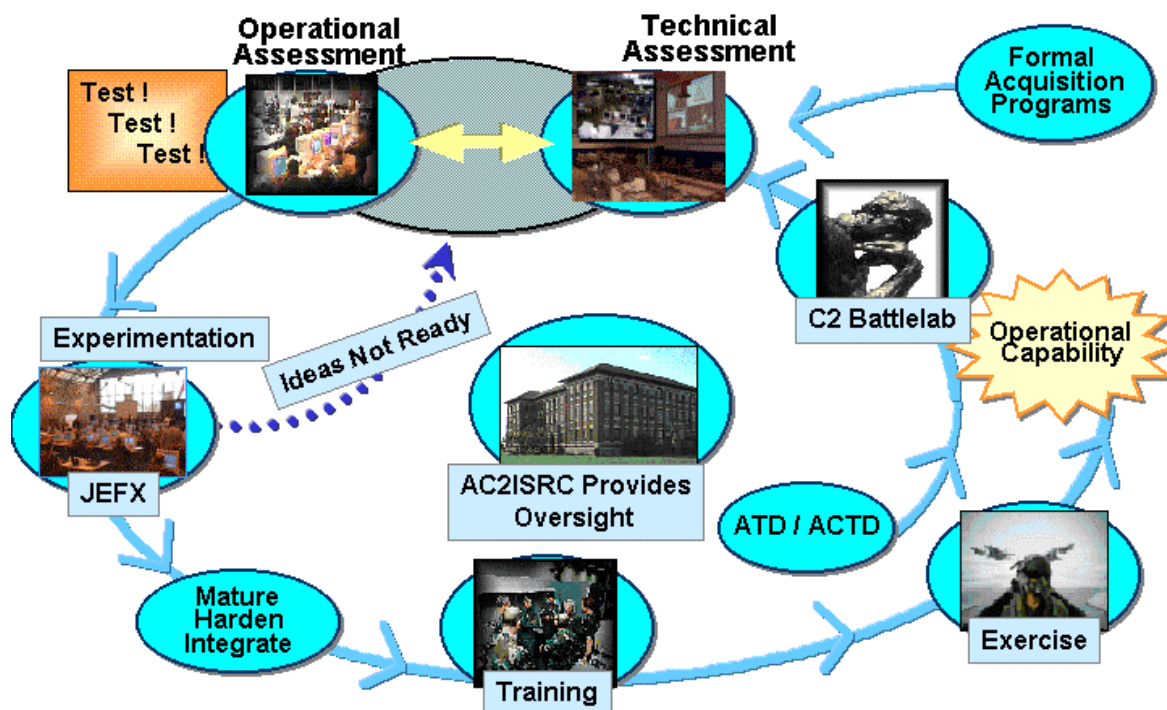 Operational
Assessment
Technical
Assessment
Test !
Test !
Test !
Formal
Acquisition
Programs
C2 Battlelab
Operational
Capability
Experimentation
Ideas Not Ready
JEFX
AC2ISRC Provides
Oversight
ATD / ACTD
Mature
Harden
Integrate
Training
Exercise